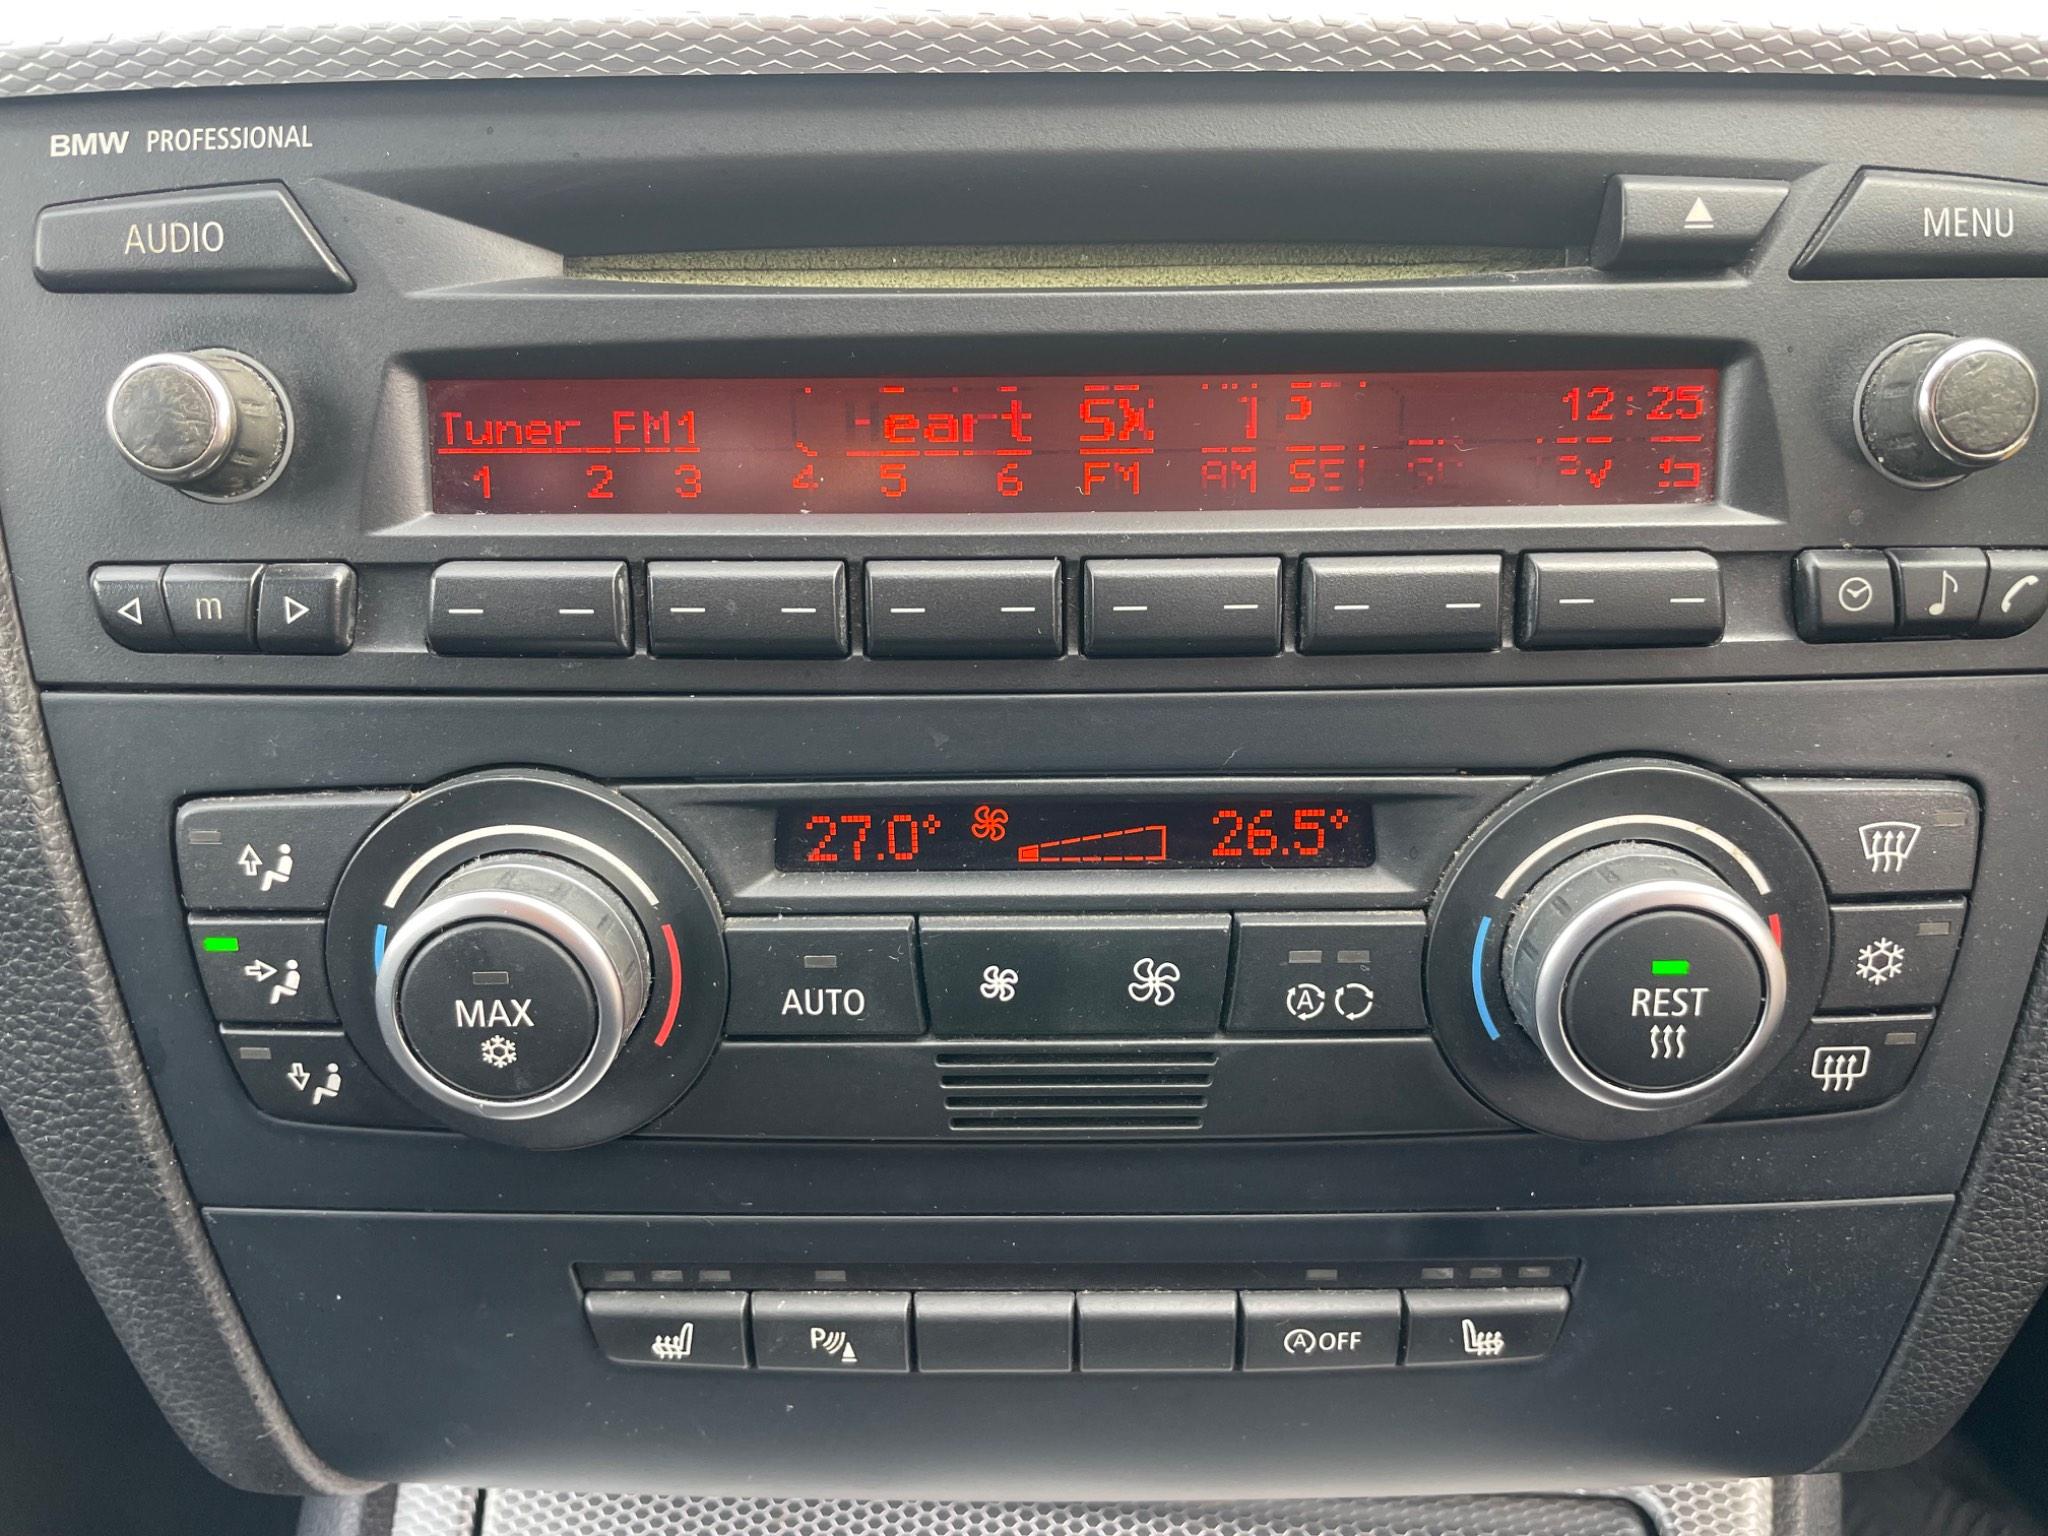 BMW PROFESSIONAL
AUDIO
MENU
Tuner FM1 eart SX 12:25
1 2 3 4 5 6 FM AM
m
27.0° 26.5°
MAX
AUTO
A
REST
P
A OFF